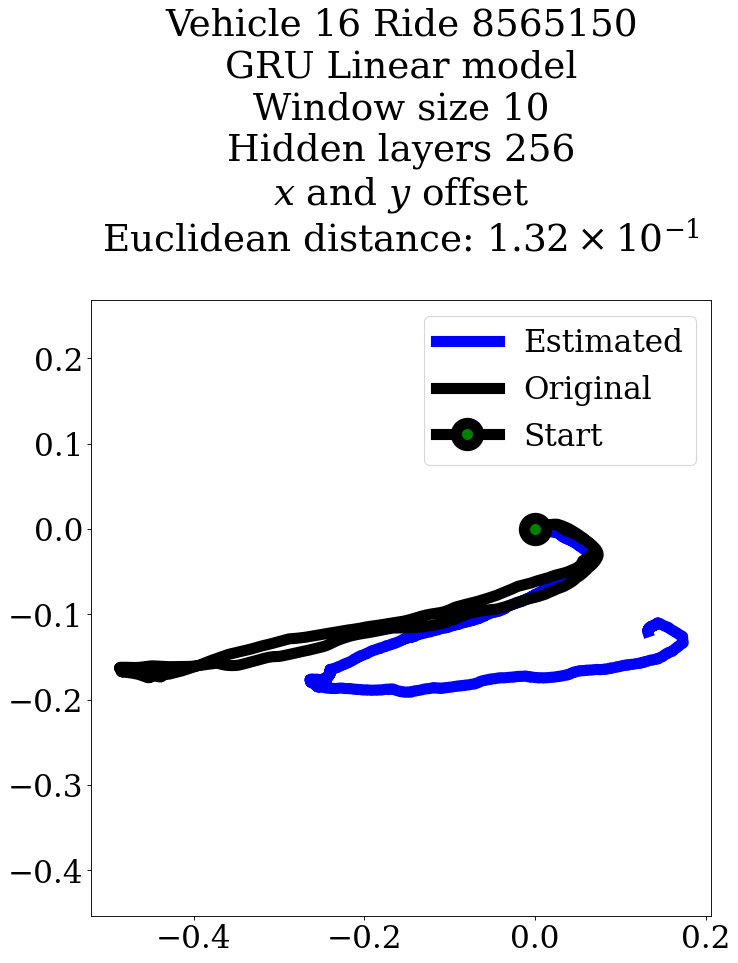 Vehicle 16 Ride 8565150
GRU Linear model
Window size 10
Hidden layers 256
x and y offset
Euclidean distance: 1.32 × 10⁻¹
Estimated
Original
Start
0.2
0.1
0.0
−0.1
−0.2
−0.3
−0.4
−0.4 −0.2 0.0 0.2